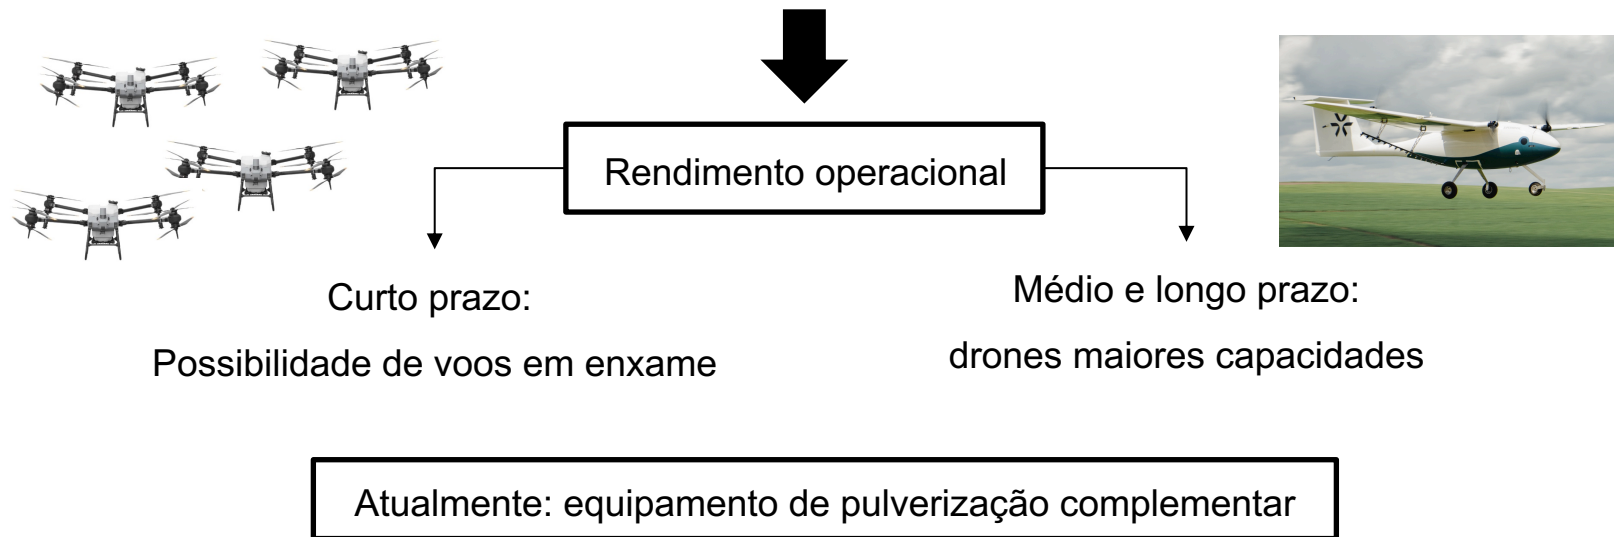 Rendimento operacional
Curto prazo:
Possibilidade de voos em enxame
Médio e longo prazo:
drones maiores capacidades
Atualmente: equipamento de pulverização complementar